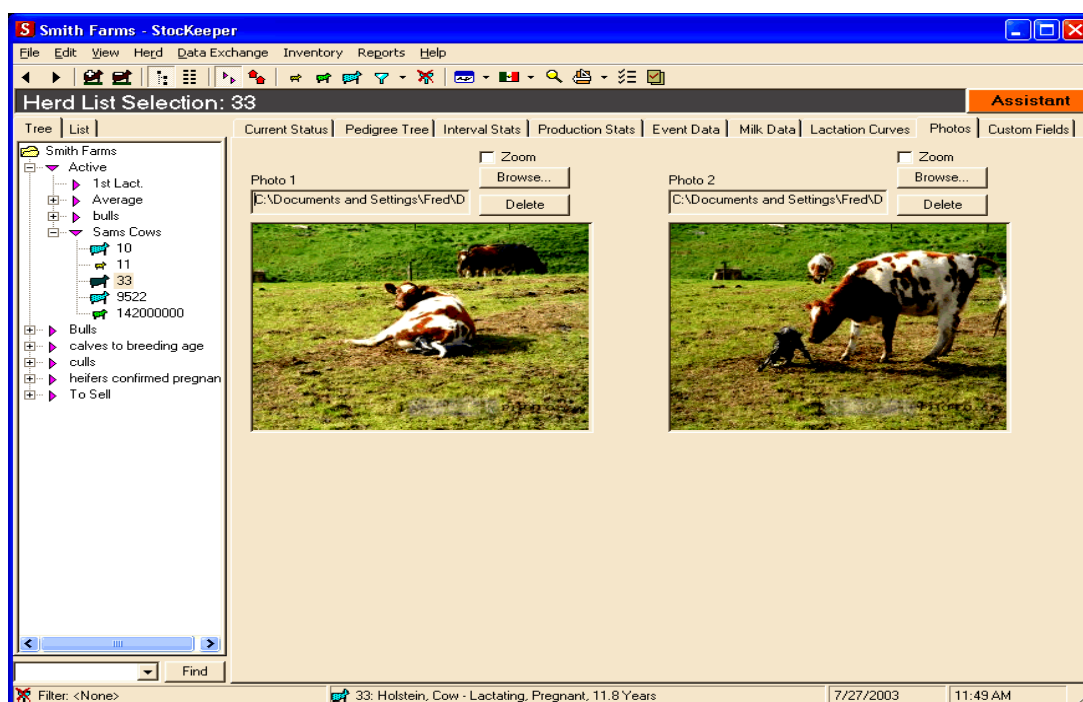 Smith Farms - StocKeeper
File Edit View Herd Data Exchange Inventory Reports Help
Herd List Selection: 33
Assistant
Tree List
Current Status Pedigree Tree Interval Stats Production Stats Event Data Milk Data Lactation Curves Photos Custom Fields
Smith Farms
Active
1st Lact.
Average
bulls
Sams Cows
10
11
33
9522
142000000
Bulls
calves to breeding age
culls
heifers confirmed pregnan
To Sell
Zoom
Photo 1
Browse...
C:\Documents and Settings\Fred\D
Delete
Zoom
Photo 2
Browse...
C:\Documents and Settings\Fred\D
Delete
Find
Filter: <None>
33: Holstein, Cow - Lactating, Pregnant, 11.8 Years
7/27/2003
11:49 AM